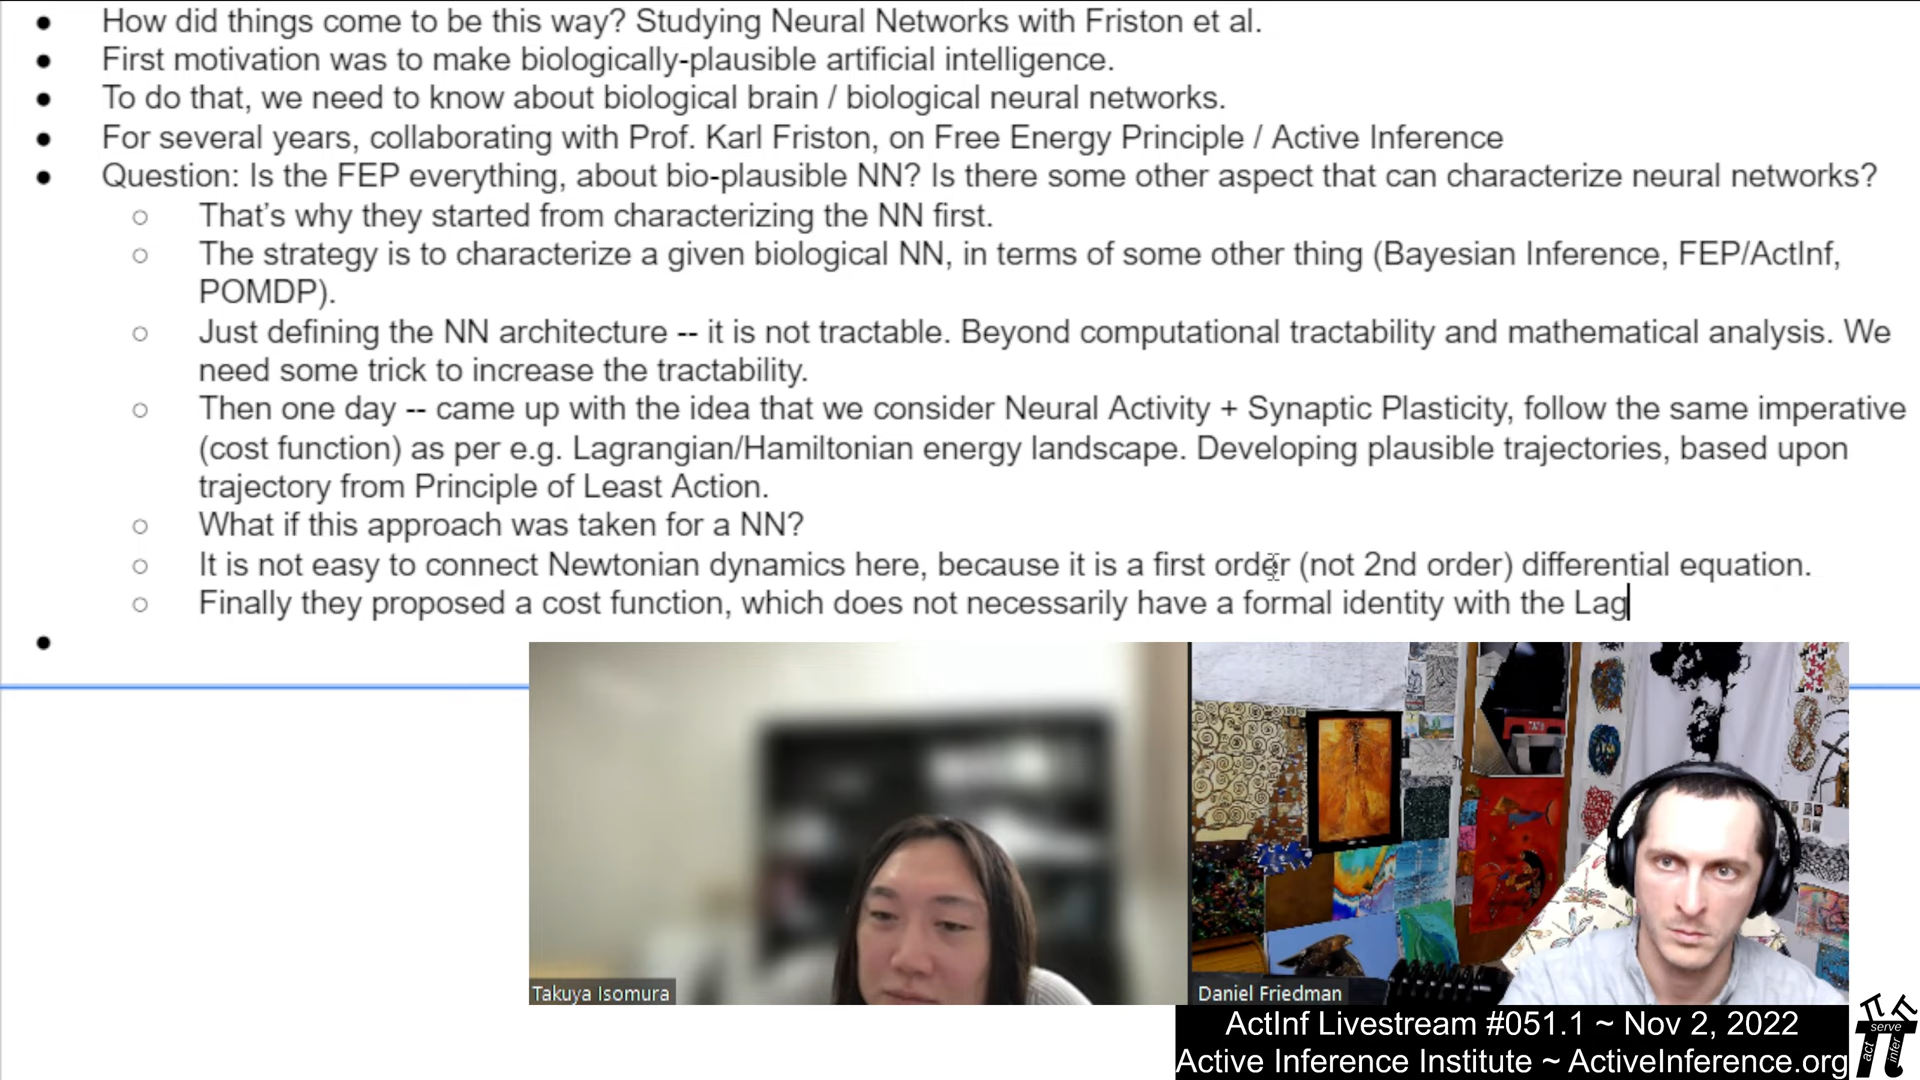 ● How did things come to be this way? Studying Neural Networks with Friston et al.
● First motivation was to make biologically-plausible artificial intelligence.
● To do that, we need to know about biological brain / biological neural networks.
● For several years, collaborating with Prof. Karl Friston, on Free Energy Principle / Active Inference
● Question: Is the FEP everything, about bio-plausible NN? Is there some other aspect that can characterize neural networks?
○ That’s why they started from characterizing the NN first.
○ The strategy is to characterize a given biological NN, in terms of some other thing (Bayesian Inference, FEP/ActInf,
POMDP).
○ Just defining the NN architecture -- it is not tractable. Beyond computational tractability and mathematical analysis. We
need some trick to increase the tractability.
○ Then one day -- came up with the idea that we consider Neural Activity + Synaptic Plasticity, follow the same imperative
(cost function) as per e.g. Lagrangian/Hamiltonian energy landscape. Developing plausible trajectories, based upon
trajectory from Principle of Least Action.
○ What if this approach was taken for a NN?
○ It is not easy to connect Newtonian dynamics here, because it is a first order (not 2nd order) differential equation.
○ Finally they proposed a cost function, which does not necessarily have a formal identity with the Lag
●
Takuya Isomura
Daniel Friedman
ActInf Livestream #051.1 ~ Nov 2, 2022
Active Inference Institute ~ ActiveInference.org
serve
act
infer